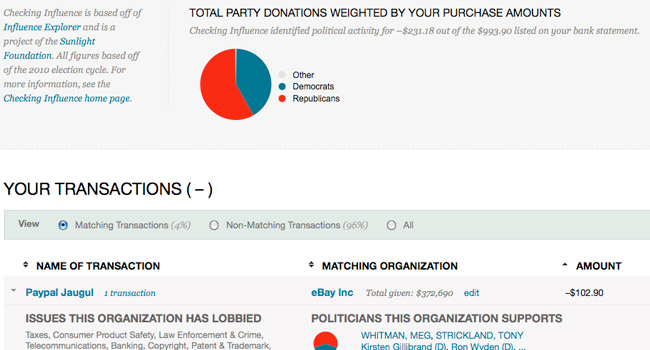 Checking Influence is based off of
Influence Explorer and is a
project of the Sunlight
Foundation. All figures based off
of the 2010 election cycle. For
more information, see the
Checking Influence home page.
TOTAL PARTY DONATIONS WEIGHTED BY YOUR PURCHASE AMOUNTS
Checking Influence identified political activity for –$231.18 out of the $993.90 listed on your bank statement.
Other
Democrats
Republicans
YOUR TRANSACTIONS ( – )
View Matching Transactions (4%) Non-Matching Transactions (96%) All
NAME OF TRANSACTION MATCHING ORGANIZATION AMOUNT
Paypal Jaugul 1 transaction eBay Inc Total given: $372,690 edit –$102.90
ISSUES THIS ORGANIZATION HAS LOBBIED
Taxes, Consumer Product Safety, Law Enforcement & Crime,
Telecommunications, Banking, Copyright, Patent & Trademark,
POLITICIANS THIS ORGANIZATION SUPPORTS
WHITMAN, MEG, STRICKLAND, TONY
Kirsten Gillibrand (D), Ron Wyden (D), ...